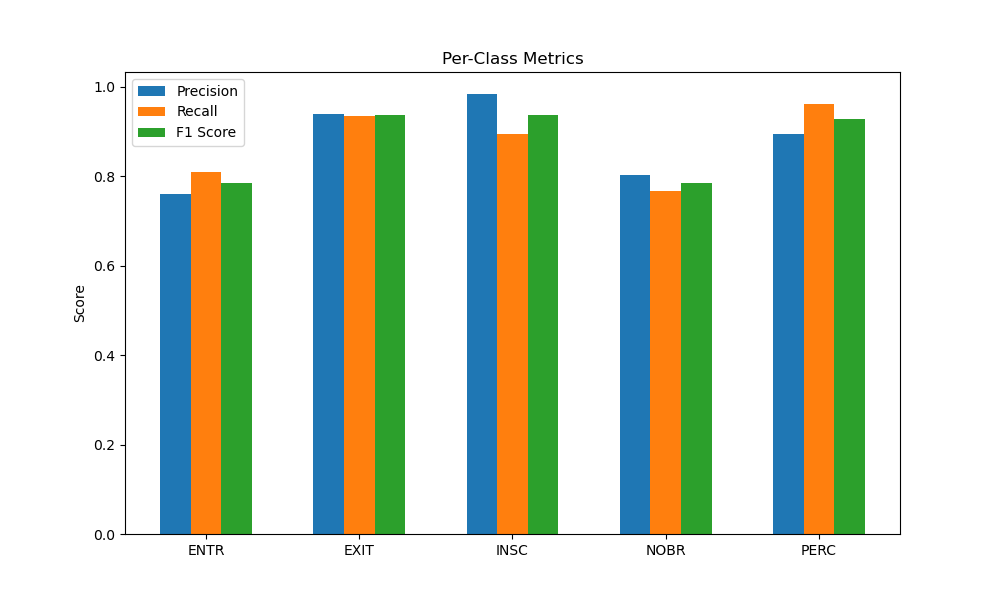 Per-Class Metrics
Precision
Recall
F1 Score
1.0
0.8
0.6
0.4
0.2
0.0
Score
ENTR EXIT INSC NOBR PERC